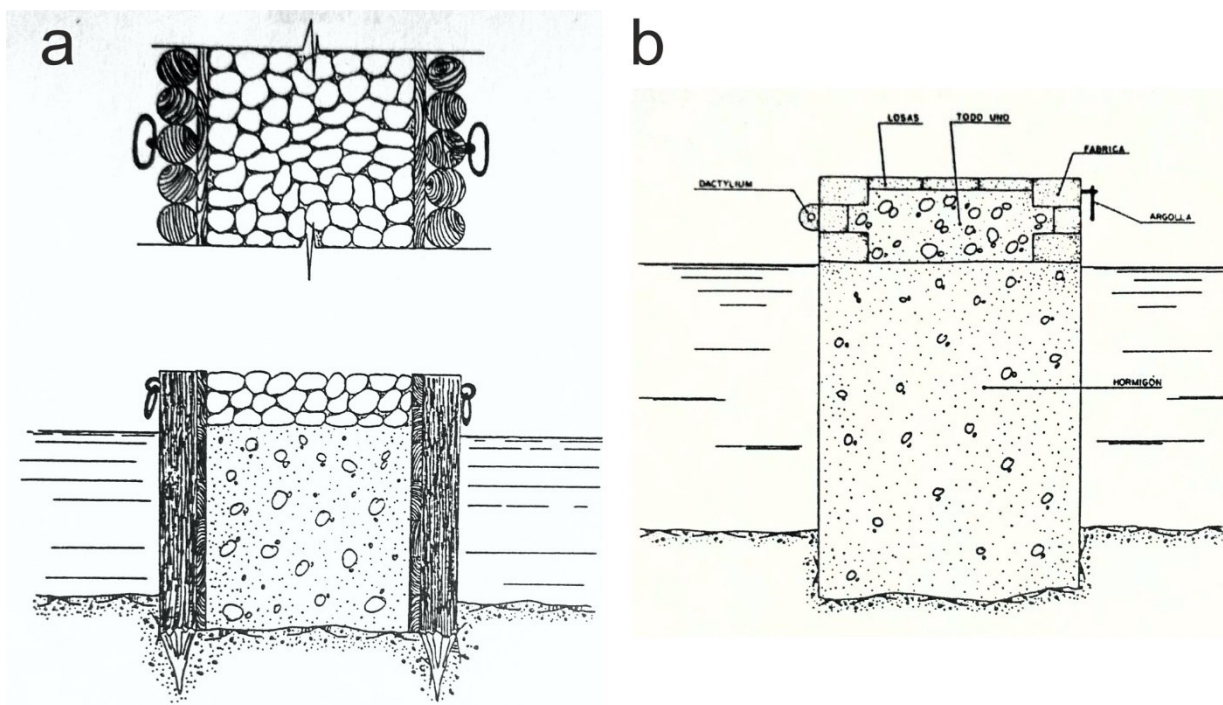 a
b
LOSAS
TODO UNO
FABRICA
DACTYLIUM
ARGOLLA
HORMIGÓN